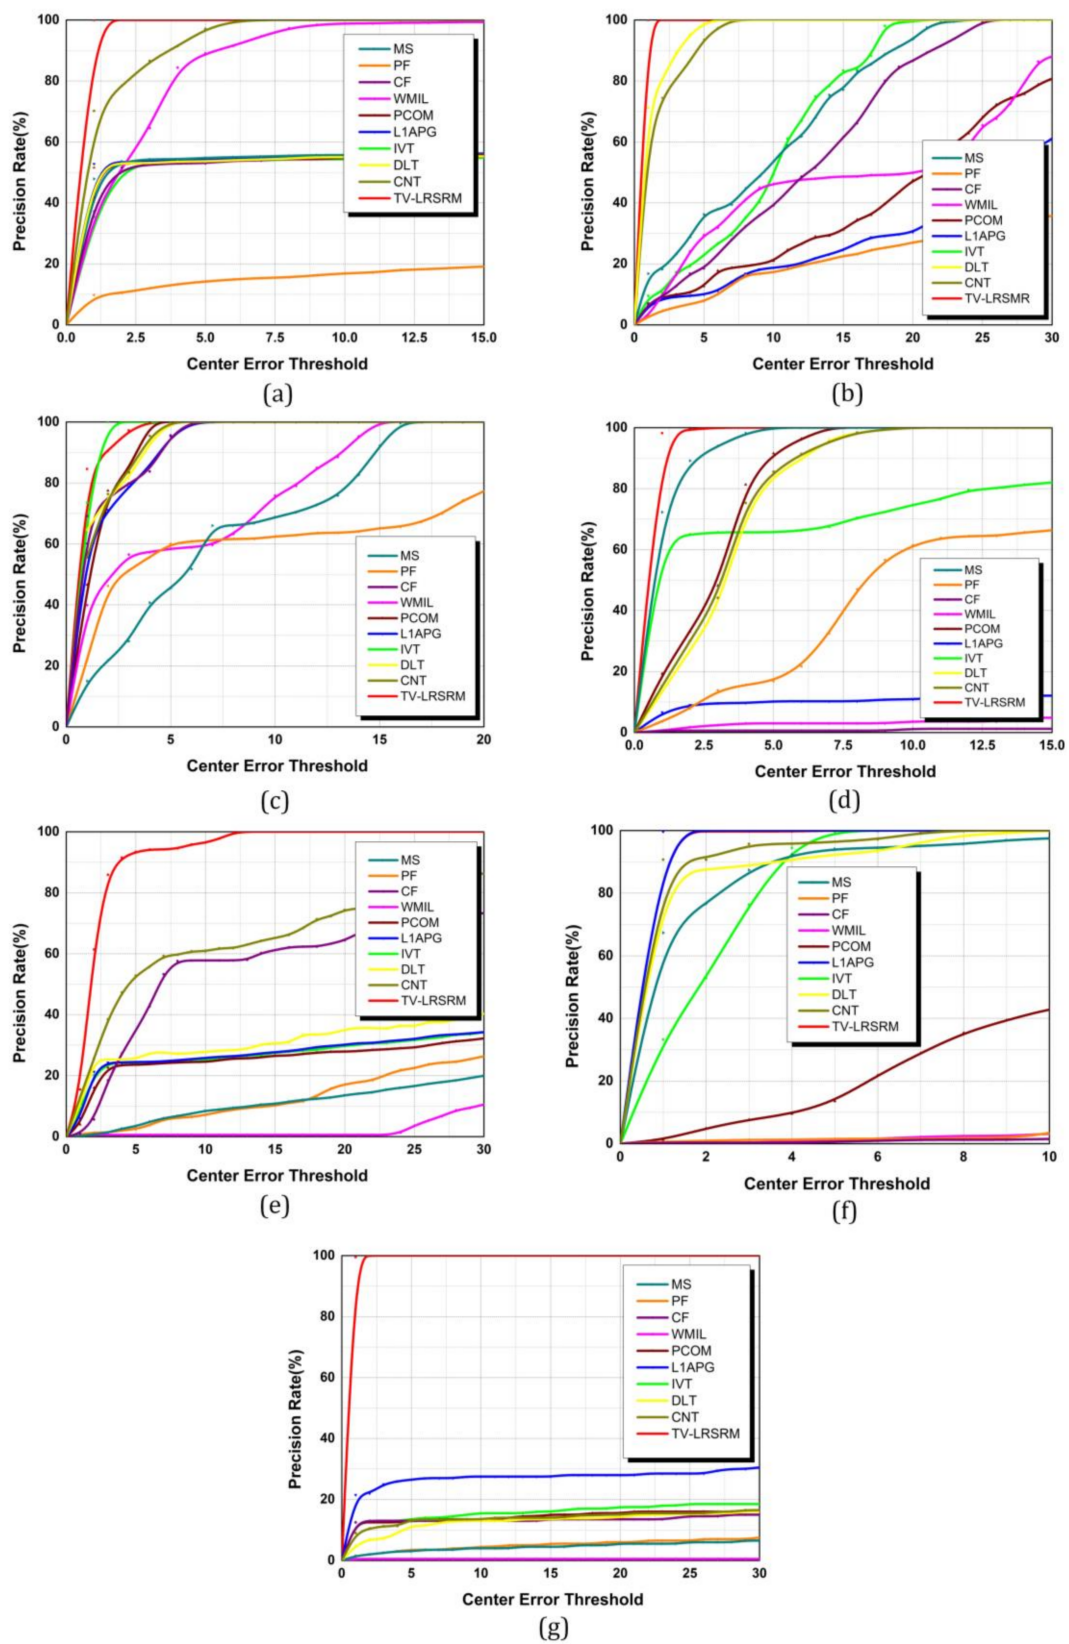 100
80
60
40
20
0
Precision Rate(%)
MS
PF
CF
WMIL
PCOM
L1APG
IVT
DLT
CNT
TV-LRSRM
0.0 2.5 5.0 7.5 10.0 12.5 15.0
Center Error Threshold
(a)
100
80
60
40
20
0
Precision Rate(%)
MS
PF
CF
WMIL
PCOM
L1APG
IVT
DLT
CNT
TV-LRSMR
0 5 10 15 20 25 30
Center Error Threshold
(b)
100
80
60
40
20
0
Precision Rate(%)
MS
PF
CF
WMIL
PCOM
L1APG
IVT
DLT
CNT
TV-LRSRM
0 5 10 15 20
Center Error Threshold
(c)
100
80
60
40
20
0
Precision Rate(%)
MS
PF
CF
WMIL
PCOM
L1APG
IVT
DLT
CNT
TV-LRSRM
0.0 2.5 5.0 7.5 10.0 12.5 15.0
Center Error Threshold
(d)
100
80
60
40
20
0
Precision Rate(%)
MS
PF
CF
WMIL
PCOM
L1APG
IVT
DLT
CNT
TV-LRSRM
0 5 10 15 20 25 30
Center Error Threshold
(e)
100
80
60
40
20
0
Precision Rate(%)
MS
PF
CF
WMIL
PCOM
L1APG
IVT
DLT
CNT
TV-LRSRM
0 2 4 6 8 10
Center Error Threshold
(f)
100
80
60
40
20
0
Precision Rate(%)
MS
PF
CF
WMIL
PCOM
L1APG
IVT
DLT
CNT
TV-LRSRM
0 5 10 15 20 25 30
Center Error Threshold
(g)